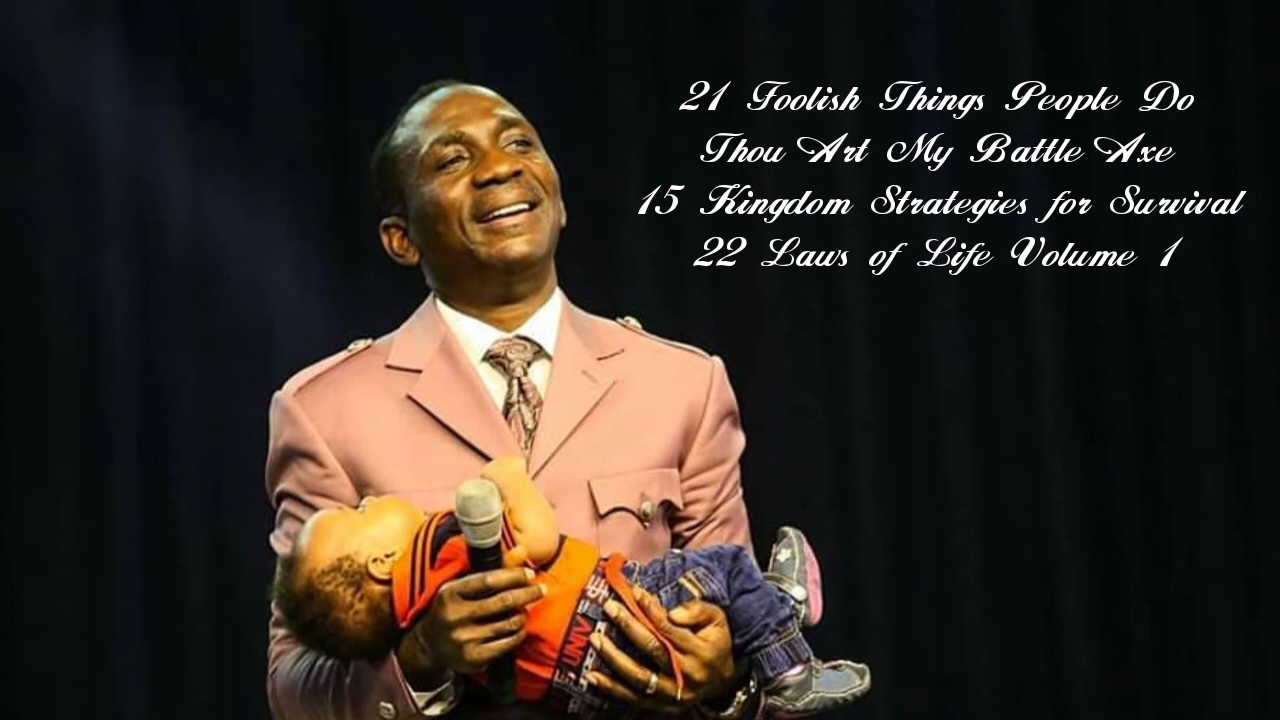 21 Foolish Things People Do
Thou Art My Battle Axe
15 Kingdom Strategies for Survival
22 Laws of Life Volume 1
UNIV